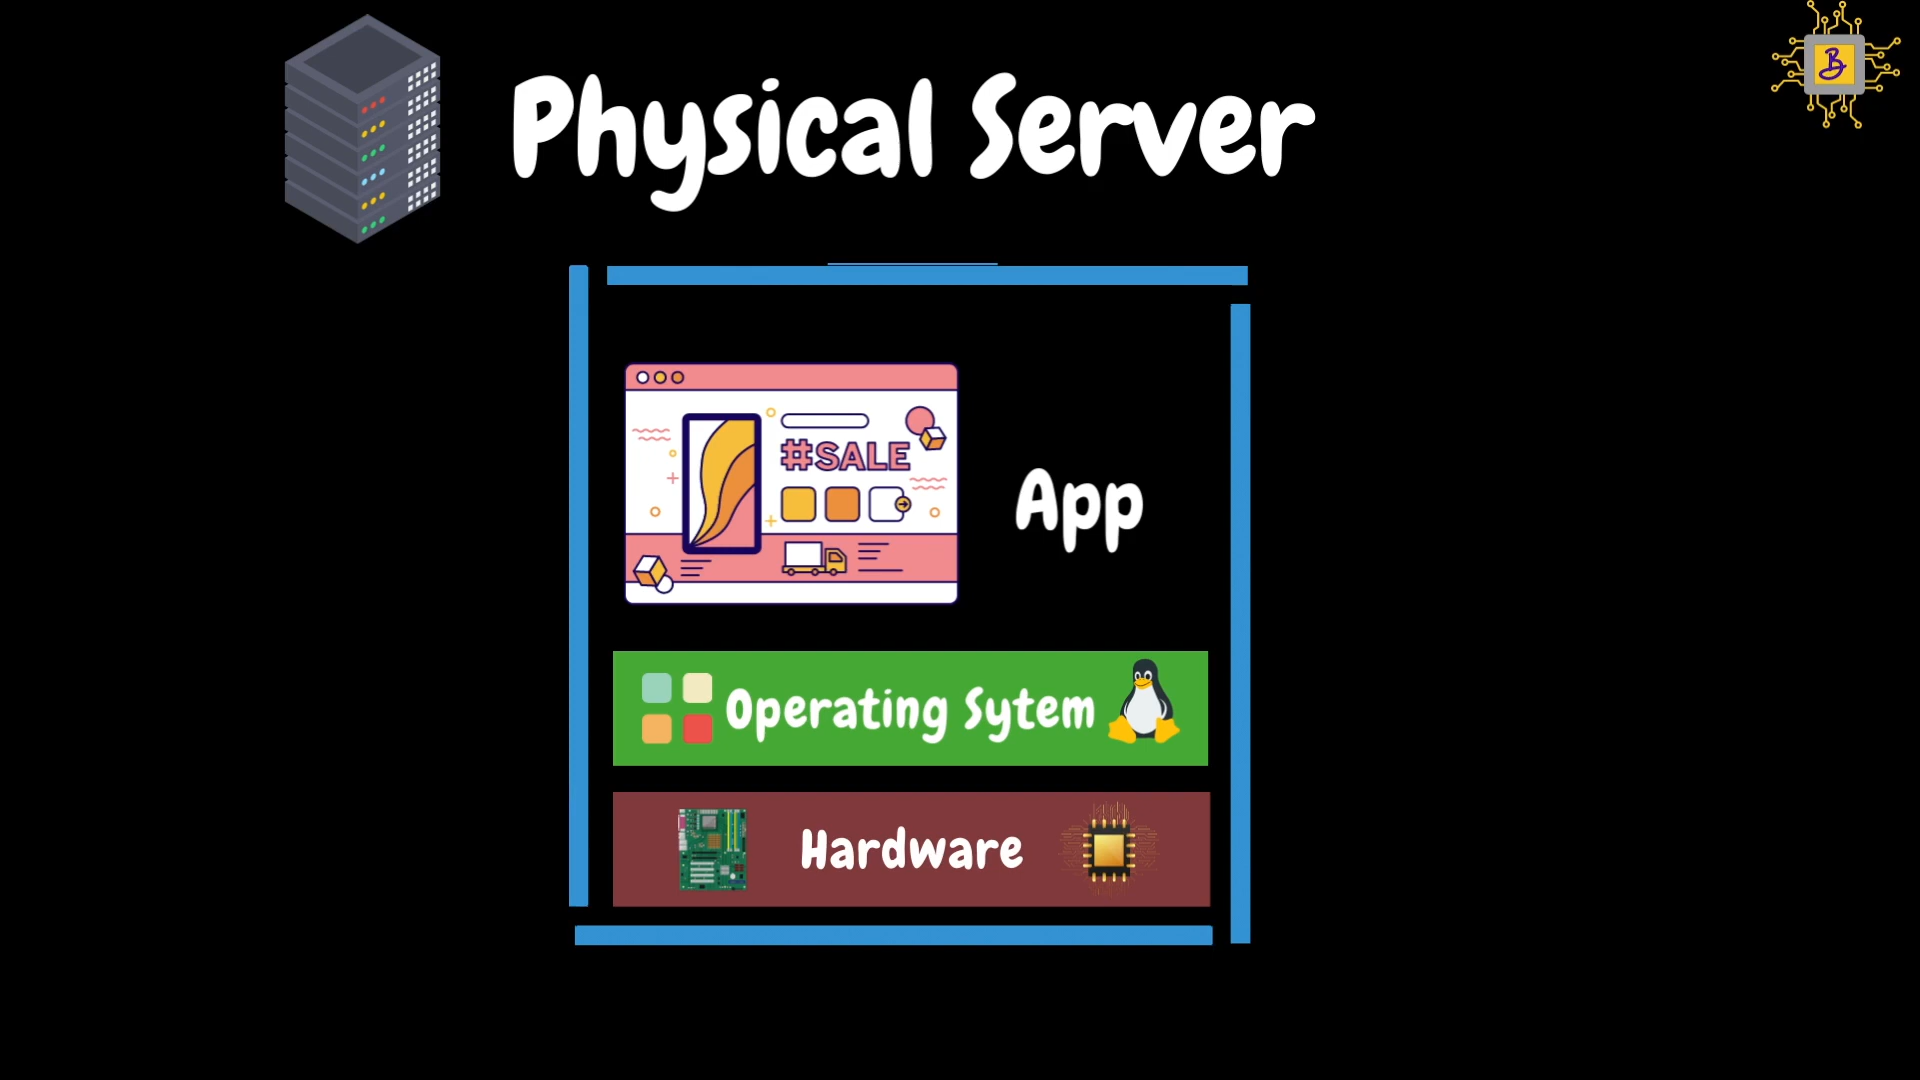 Physical Server
B
#SALE
App
Operating Sytem
Hardware